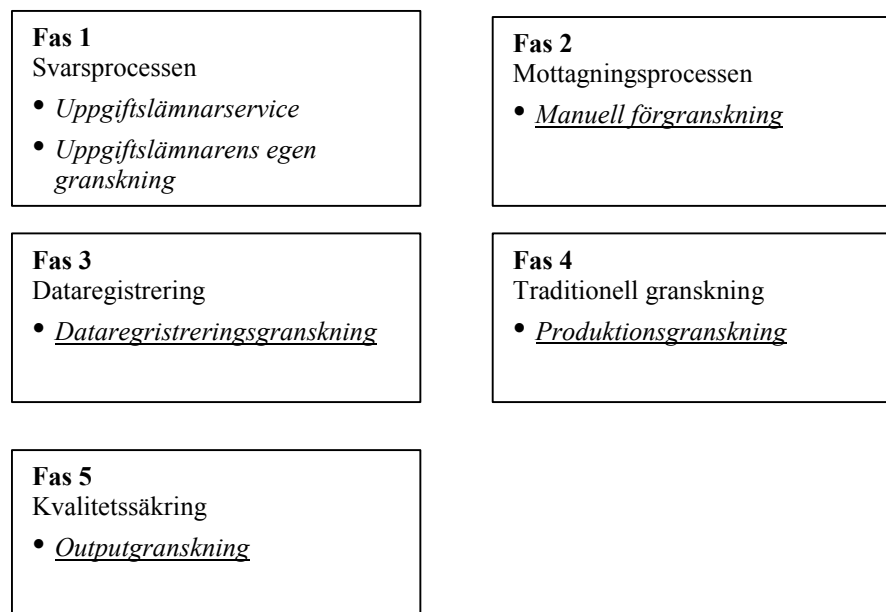 Fas 1
Svarsprocessen
• Uppgiftslämnarservice
• Uppgiftslämnarens egen
granskning
Fas 2
Mottagningsprocessen
• Manuell förgranskning
Fas 3
Dataregistrering
• Dataregristreringsgranskning
Fas 4
Traditionell granskning
• Produktionsgranskning
Fas 5
Kvalitetssäkring
• Outputgranskning